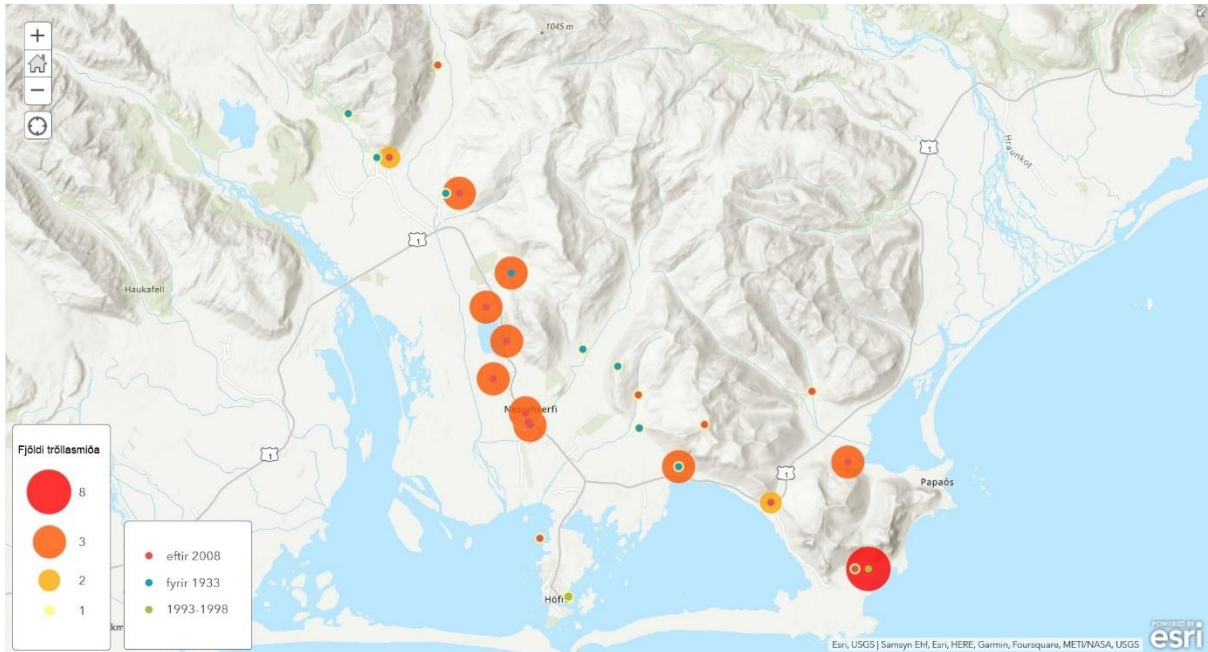 +
−
1045 m
1
Hraunkot
1
Haukafell
1
1
Papaós
Fjöldi tröllasmiða
8
3
2
1
eftir 2008
fyrir 1933
1993-1998
Esri, USGS | Samsyn Ehf, Esri, HERE, Garmin, Foursquare, METI/NASA, USGS
POWERED BY
esri